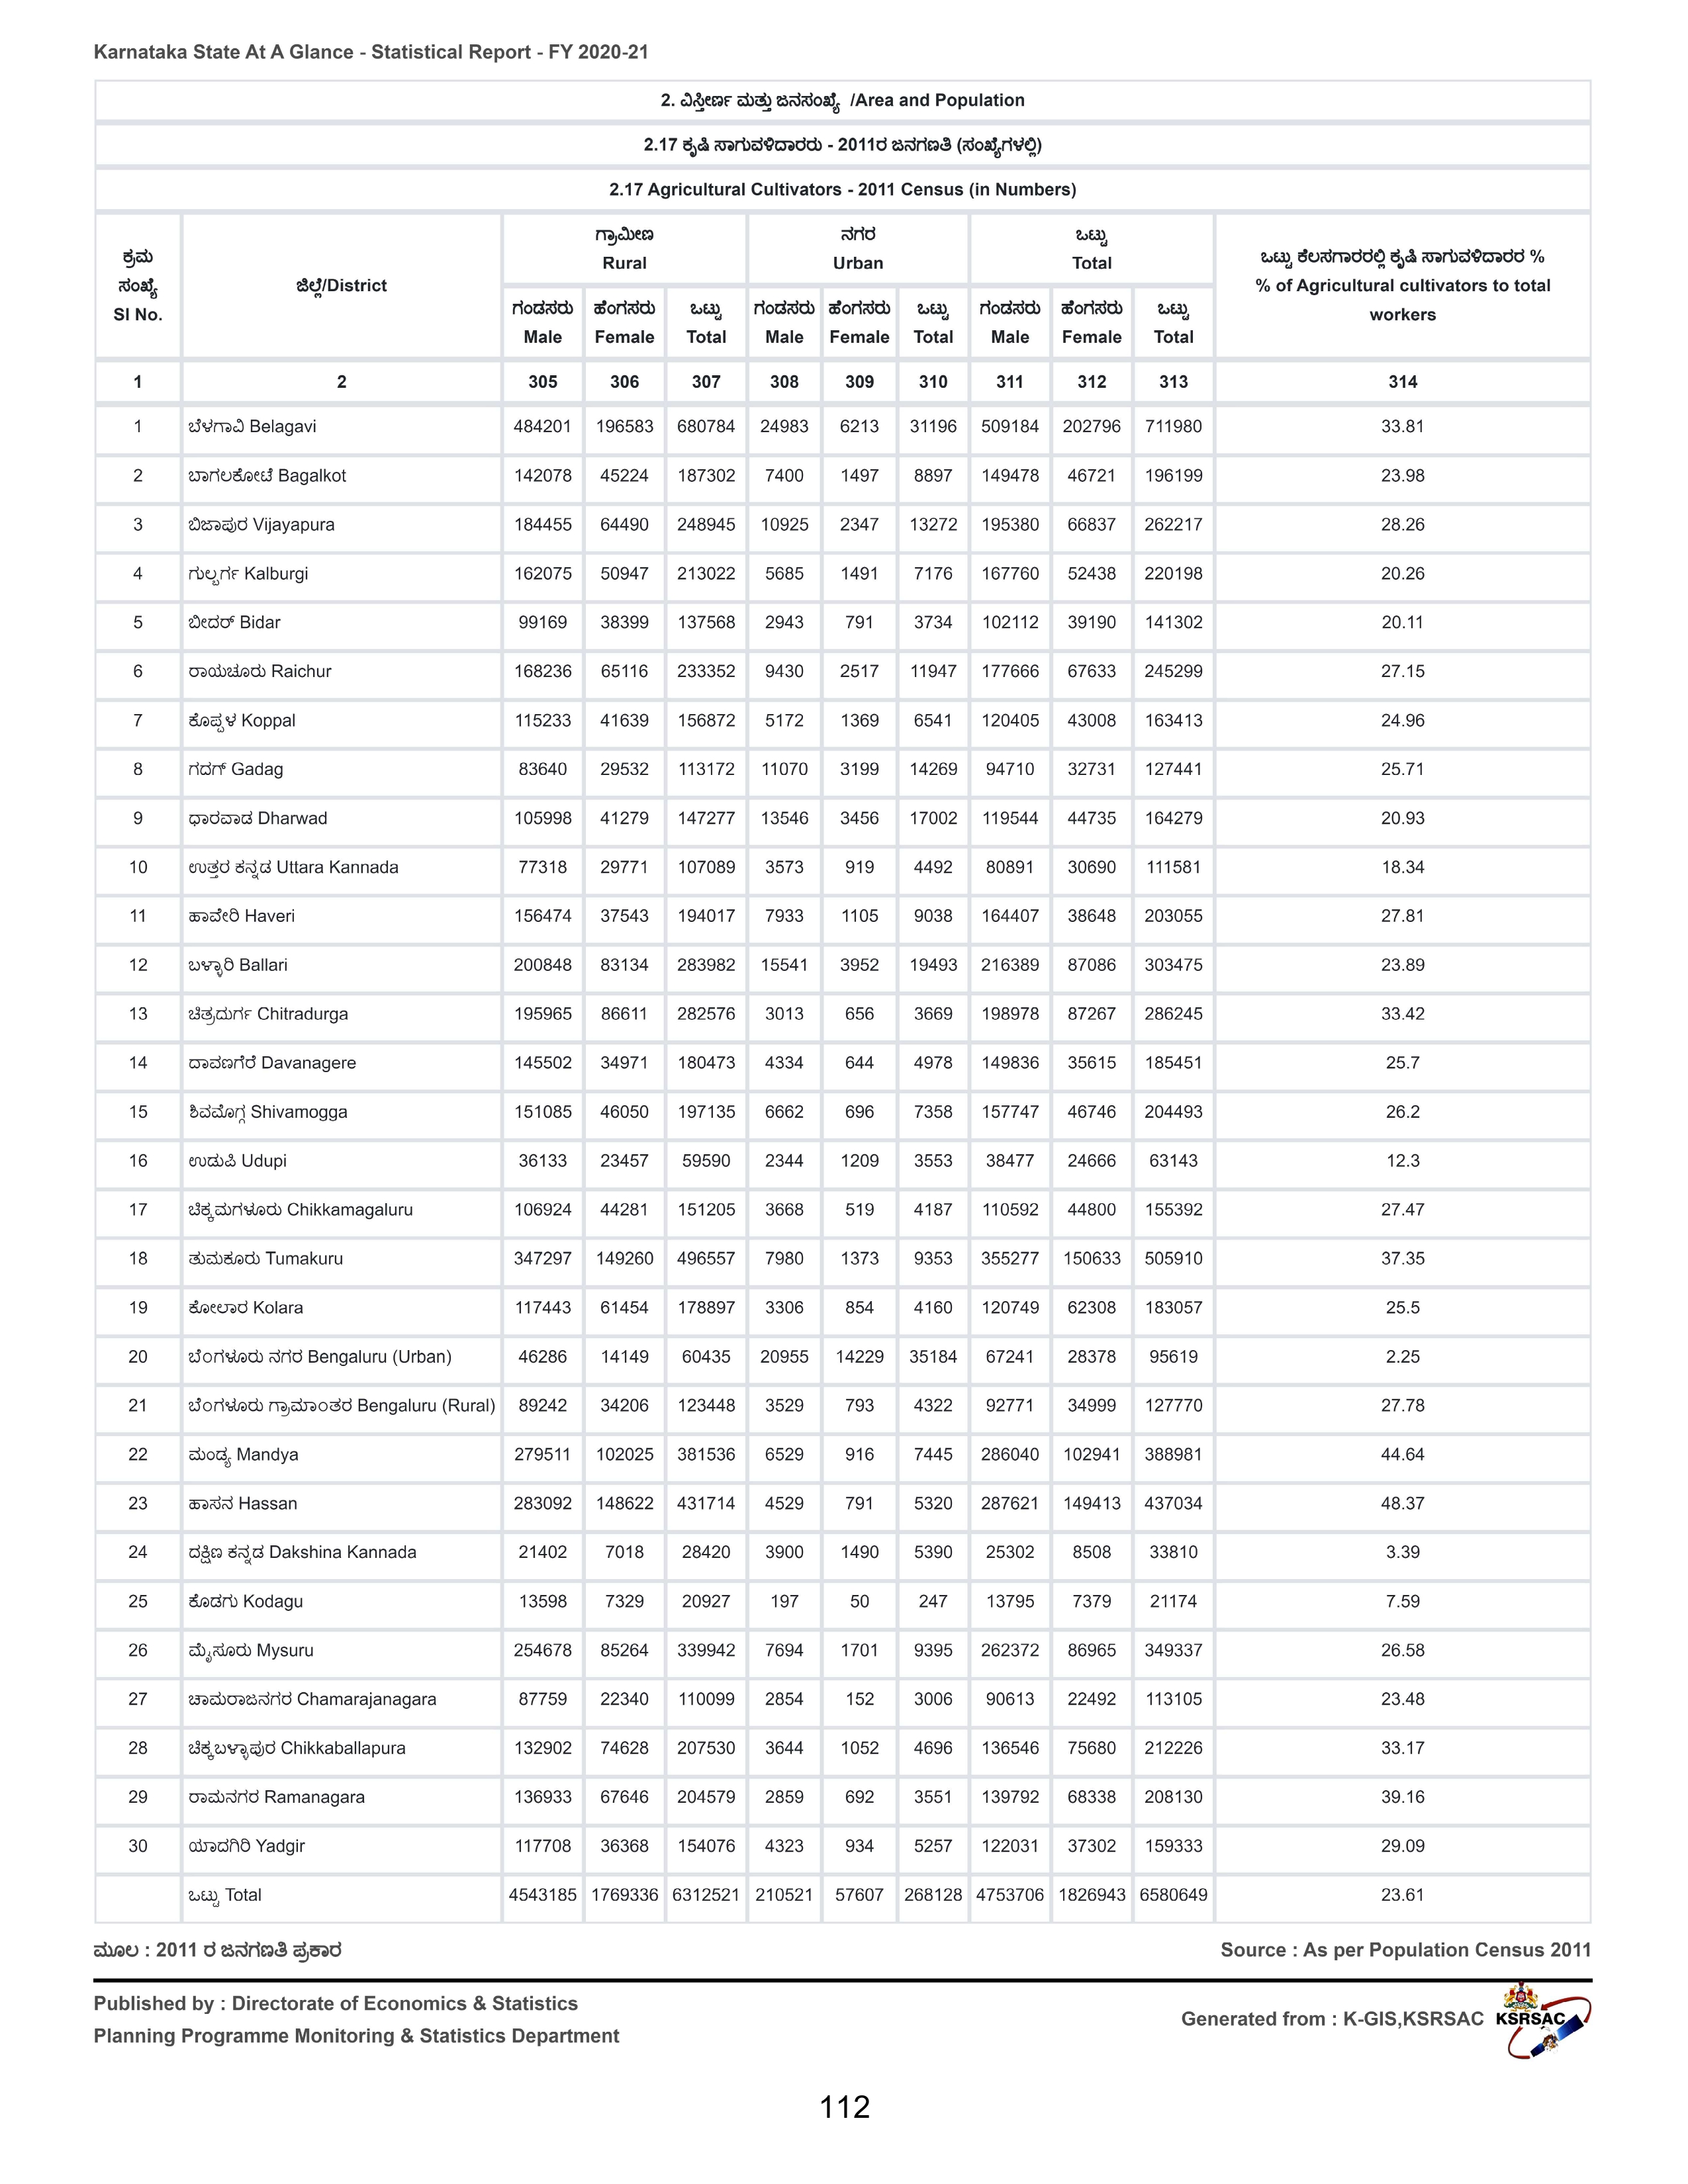 Karnataka State At A Glance - Statistical Report - FY 2020-21
2. ವಿಸ್ತೀರ್ಣ ಮತ್ತು ಜನಸಂಖ್ಯೆ /Area and Population
2.17 ಕೃಷಿ ಸಾಗುವಳಿದಾರರು - 2011ರ ಜನಗಣತಿ (ಸಂಖ್ಯೆಗಳಲ್ಲಿ)
2.17 Agricultural Cultivators - 2011 Census (in Numbers)
ಕ್ರಮ ಸಂಖ್ಯೆ Sl No. ಜಿಲ್ಲೆ/District ಗ್ರಾಮೀಣ Rural ನಗರ Urban ಒಟ್ಟು Total ಒಟ್ಟು ಕೆಲಸಗಾರರಲ್ಲಿ ಕೃಷಿ ಸಾಗುವಳಿದಾರರ % % of Agricultural cultivators to total workers
ಗಂಡಸರು ಹೆಂಗಸರು ಒಟ್ಟು ಗಂಡಸರು ಹೆಂಗಸರು ಒಟ್ಟು ಗಂಡಸರು ಹೆಂಗಸರು ಒಟ್ಟು
Male Female Total Male Female Total Male Female Total
1 2 305 306 307 308 309 310 311 312 313 314
1 ಬೆಳಗಾವಿ Belagavi 484201 196583 680784 24983 6213 31196 509184 202796 711980 33.81
2 ಬಾಗಲಕೋಟೆ Bagalkot 142078 45224 187302 7400 1497 8897 149478 46721 196199 23.98
3 ಬಿಜಾಪುರ Vijayapura 184455 64490 248945 10925 2347 13272 195380 66837 262217 28.26
4 ಗುಲ್ಬರ್ಗ Kalburgi 162075 50947 213022 5685 1491 7176 167760 52438 220198 20.26
5 ಬೀದರ್ Bidar 99169 38399 137568 2943 791 3734 102112 39190 141302 20.11
6 ರಾಯಚೂರು Raichur 168236 65116 233352 9430 2517 11947 177666 67633 245299 27.15
7 ಕೊಪ್ಪಳ Koppal 115233 41639 156872 5172 1369 6541 120405 43008 163413 24.96
8 ಗದಗ್ Gadag 83640 29532 113172 11070 3199 14269 94710 32731 127441 25.71
9 ಧಾರವಾಡ Dharwad 105998 41279 147277 13546 3456 17002 119544 44735 164279 20.93
10 ಉತ್ತರ ಕನ್ನಡ Uttara Kannada 77318 29771 107089 3573 919 4492 80891 30690 111581 18.34
11 ಹಾವೇರಿ Haveri 156474 37543 194017 7933 1105 9038 164407 38648 203055 27.81
12 ಬಳ್ಳಾರಿ Ballari 200848 83134 283982 15541 3952 19493 216389 87086 303475 23.89
13 ಚಿತ್ರದುರ್ಗ Chitradurga 195965 86611 282576 3013 656 3669 198978 87267 286245 33.42
14 ದಾವಣಗೆರೆ Davanagere 145502 34971 180473 4334 644 4978 149836 35615 185451 25.7
15 ಶಿವಮೊಗ್ಗ Shivamogga 151085 46050 197135 6662 696 7358 157747 46746 204493 26.2
16 ಉಡುಪಿ Udupi 36133 23457 59590 2344 1209 3553 38477 24666 63143 12.3
17 ಚಿಕ್ಕಮಗಳೂರು Chikkamagaluru 106924 44281 151205 3668 519 4187 110592 44800 155392 27.47
18 ತುಮಕೂರು Tumakuru 347297 149260 496557 7980 1373 9353 355277 150633 505910 37.35
19 ಕೋಲಾರ Kolara 117443 61454 178897 3306 854 4160 120749 62308 183057 25.5
20 ಬೆಂಗಳೂರು ನಗರ Bengaluru (Urban) 46286 14149 60435 20955 14229 35184 67241 28378 95619 2.25
21 ಬೆಂಗಳೂರು ಗ್ರಾಮಾಂತರ Bengaluru (Rural) 89242 34206 123448 3529 793 4322 92771 34999 127770 27.78
22 ಮಂಡ್ಯ Mandya 279511 102025 381536 6529 916 7445 286040 102941 388981 44.64
23 ಹಾಸನ Hassan 283092 148622 431714 4529 791 5320 287621 149413 437034 48.37
24 ದಕ್ಷಿಣ ಕನ್ನಡ Dakshina Kannada 21402 7018 28420 3900 1490 5390 25302 8508 33810 3.39
25 ಕೊಡಗು Kodagu 13598 7329 20927 197 50 247 13795 7379 21174 7.59
26 ಮೈಸೂರು Mysuru 254678 85264 339942 7694 1701 9395 262372 86965 349337 26.58
27 ಚಾಮರಾಜನಗರ Chamarajanagara 87759 22340 110099 2854 152 3006 90613 22492 113105 23.48
28 ಚಿಕ್ಕಬಳ್ಳಾಪುರ Chikkaballapura 132902 74628 207530 3644 1052 4696 136546 75680 212226 33.17
29 ರಾಮನಗರ Ramanagara 136933 67646 204579 2859 692 3551 139792 68338 208130 39.16
30 ಯಾದಗಿರಿ Yadgir 117708 36368 154076 4323 934 5257 122031 37302 159333 29.09
ಒಟ್ಟು Total 4543185 1769336 6312521 210521 57607 268128 4753706 1826943 6580649 23.61
ಮೂಲ : 2011 ರ ಜನಗಣತಿ ಪ್ರಕಾರ Source : As per Population Census 2011
Published by : Directorate of Economics & Statistics
Planning Programme Monitoring & Statistics Department
Generated from : K-GIS,KSRSAC KSRSAC
112